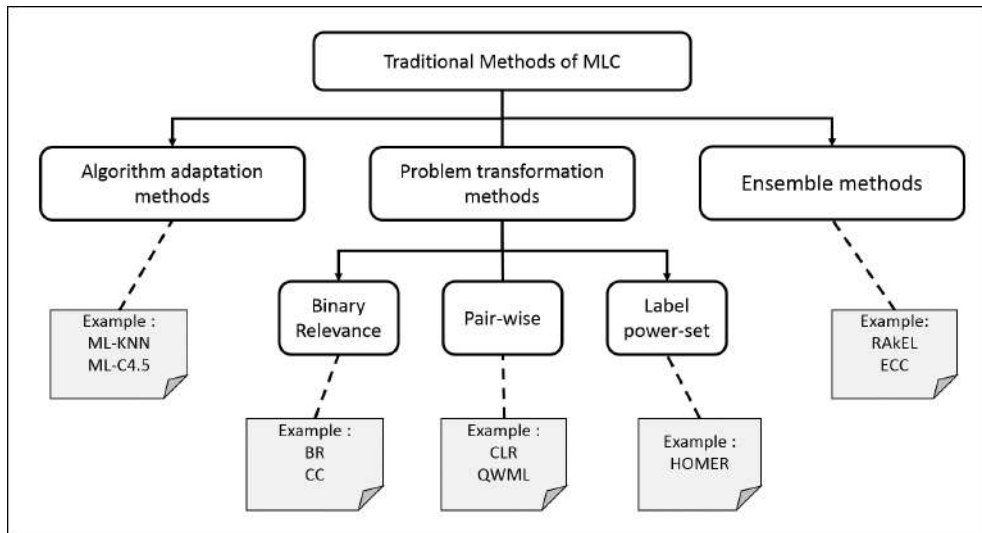 Traditional Methods of MLC
Algorithm adaptation
methods
Problem transformation
methods
Ensemble methods
Binary
Relevance
Pair-wise
Label
power-set
Example :
ML-KNN
ML-C4.5
Example:
RAkEL
ECC
Example :
BR
CC
Example :
CLR
QWML
Example :
HOMER